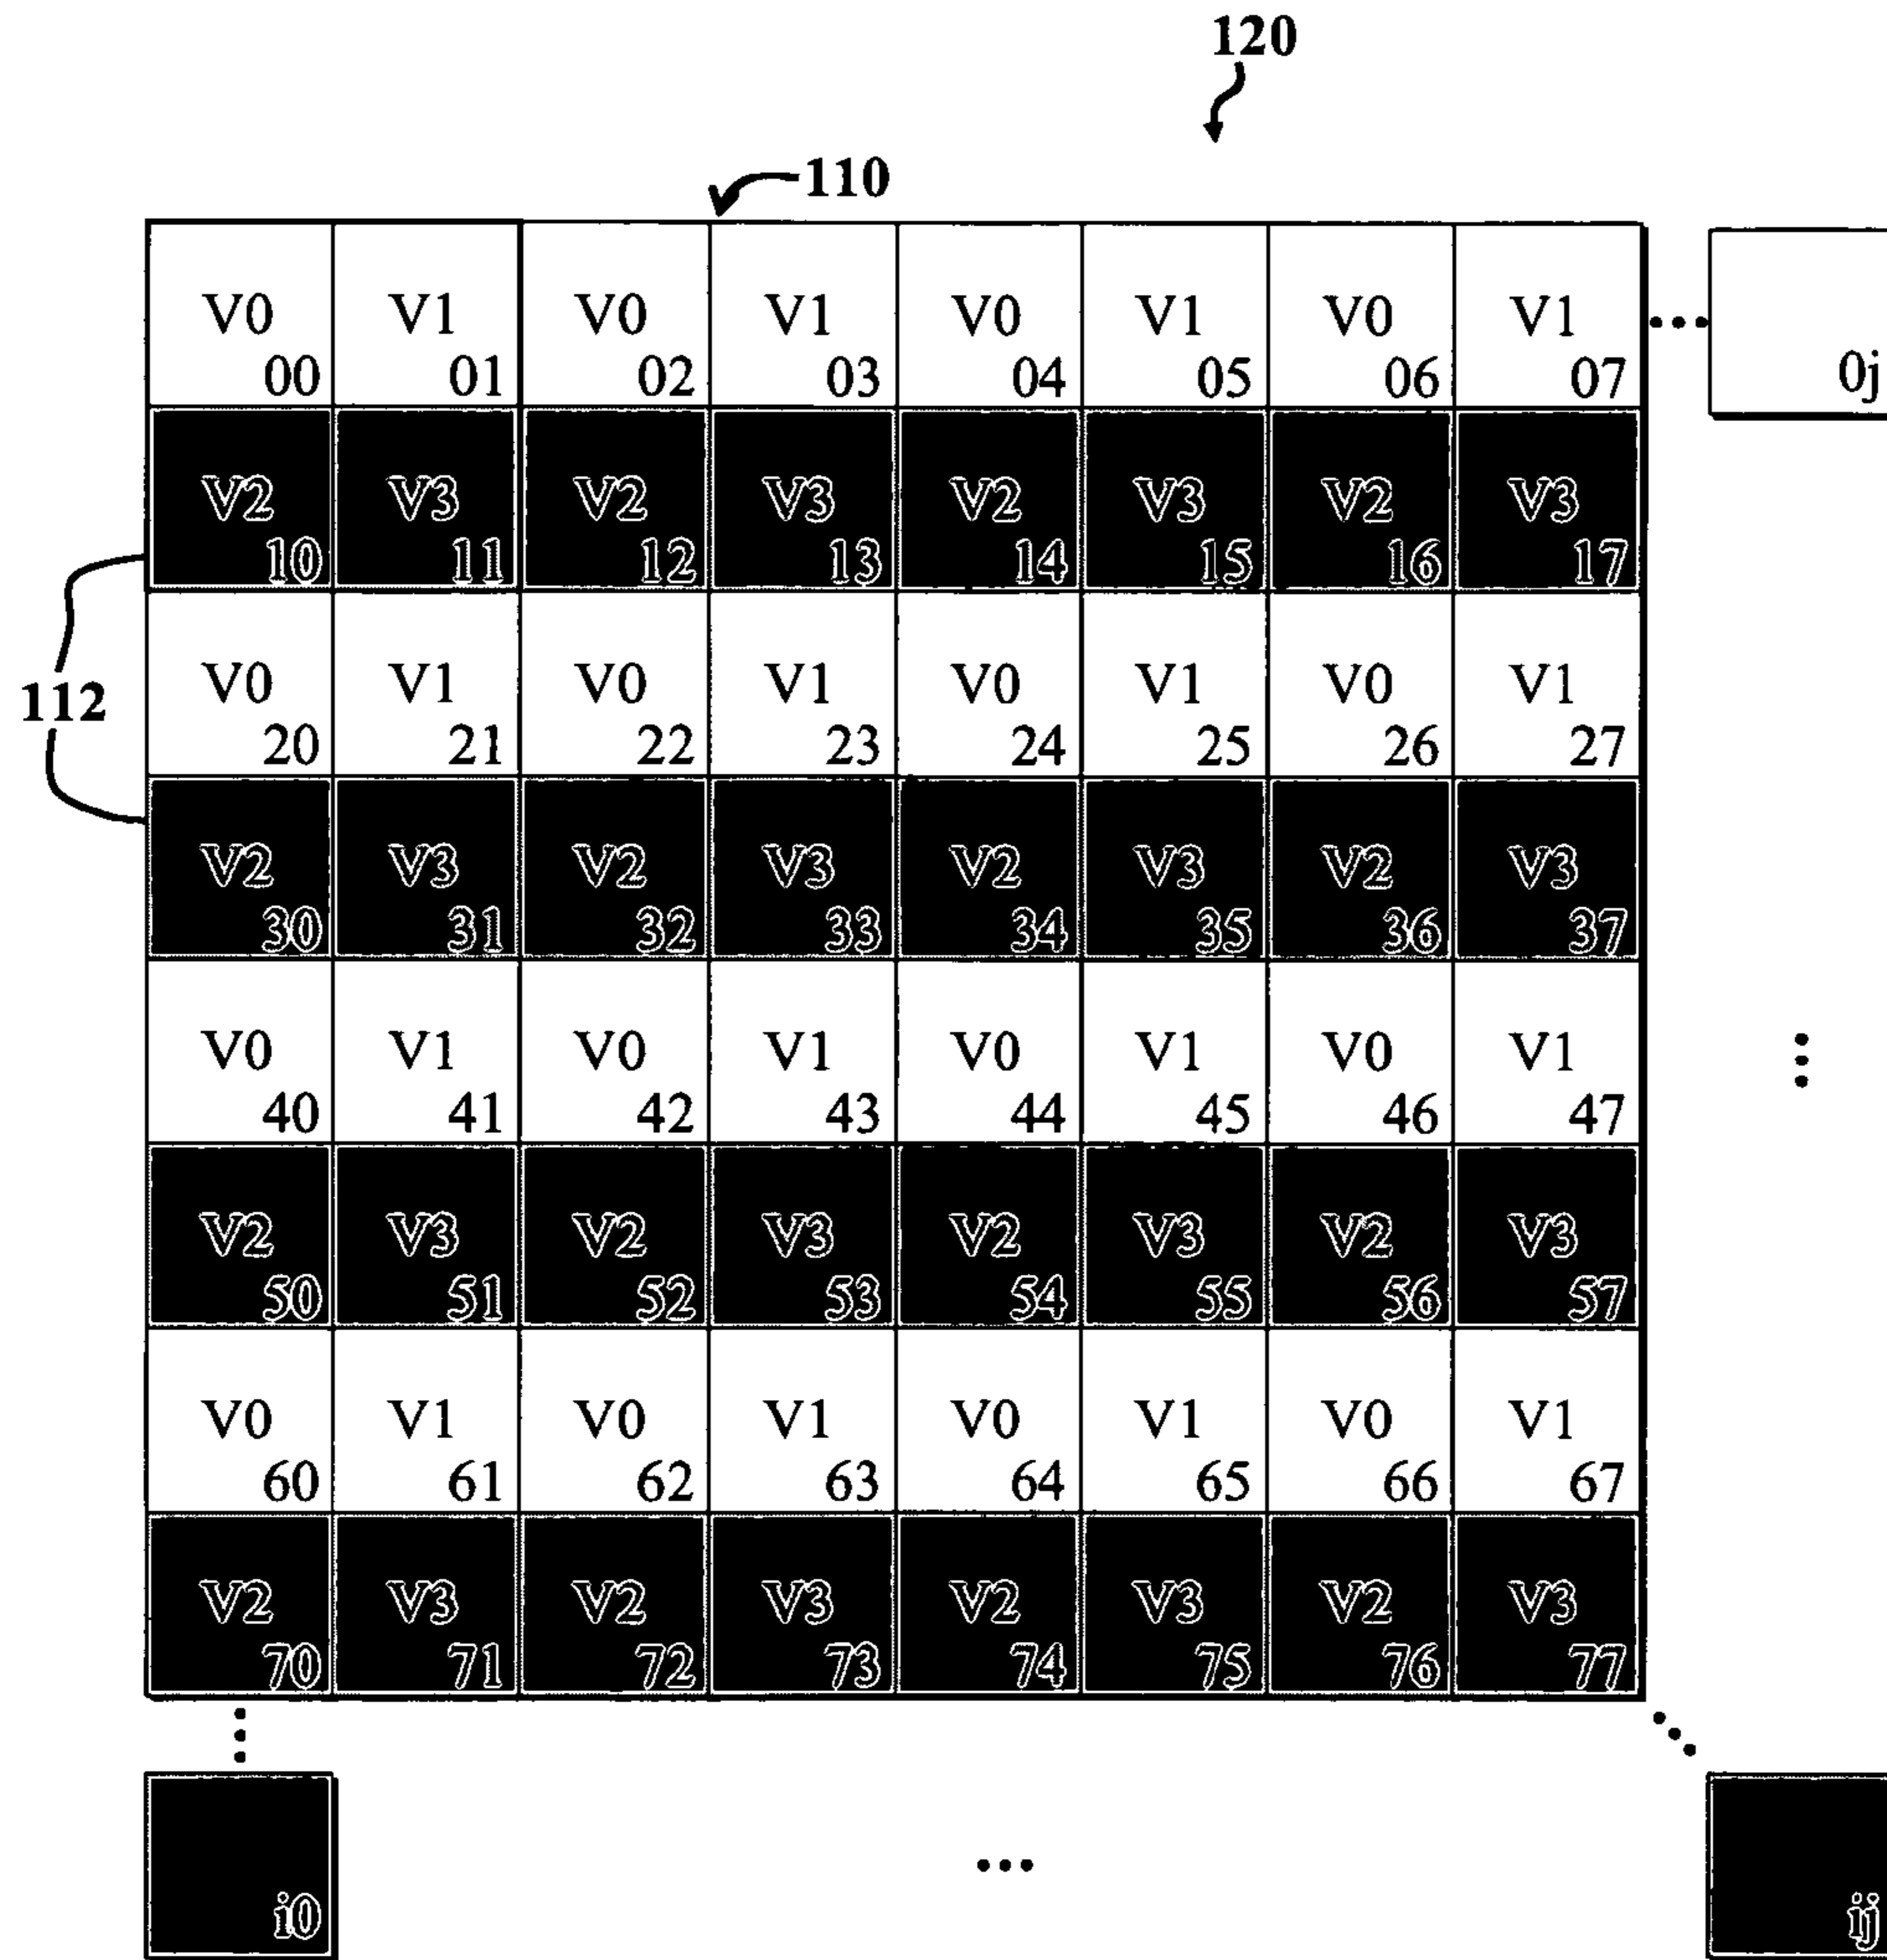 120
110
V0 V1 V0 V1 V0 V1 V0 V1
00 01 02 03 04 05 06 07 0j
V2 V3 V2 V3 V2 V3 V2 V3
10 11 12 13 14 15 16 17
V0 V1 V0 V1 V0 V1 V0 V1
112
20 21 22 23 24 25 26 27
V2 V3 V2 V3 V2 V3 V2 V3
30 31 32 33 34 35 36 37
V0 V1 V0 V1 V0 V1 V0 V1
40 41 42 43 44 45 46 47
V2 V3 V2 V3 V2 V3 V2 V3
50 51 52 53 54 55 56 57
V0 V1 V0 V1 V0 V1 V0 V1
60 61 62 63 64 65 66 67
V2 V3 V2 V3 V2 V3 V2 V3
70 71 72 73 74 75 76 77
i0 ij